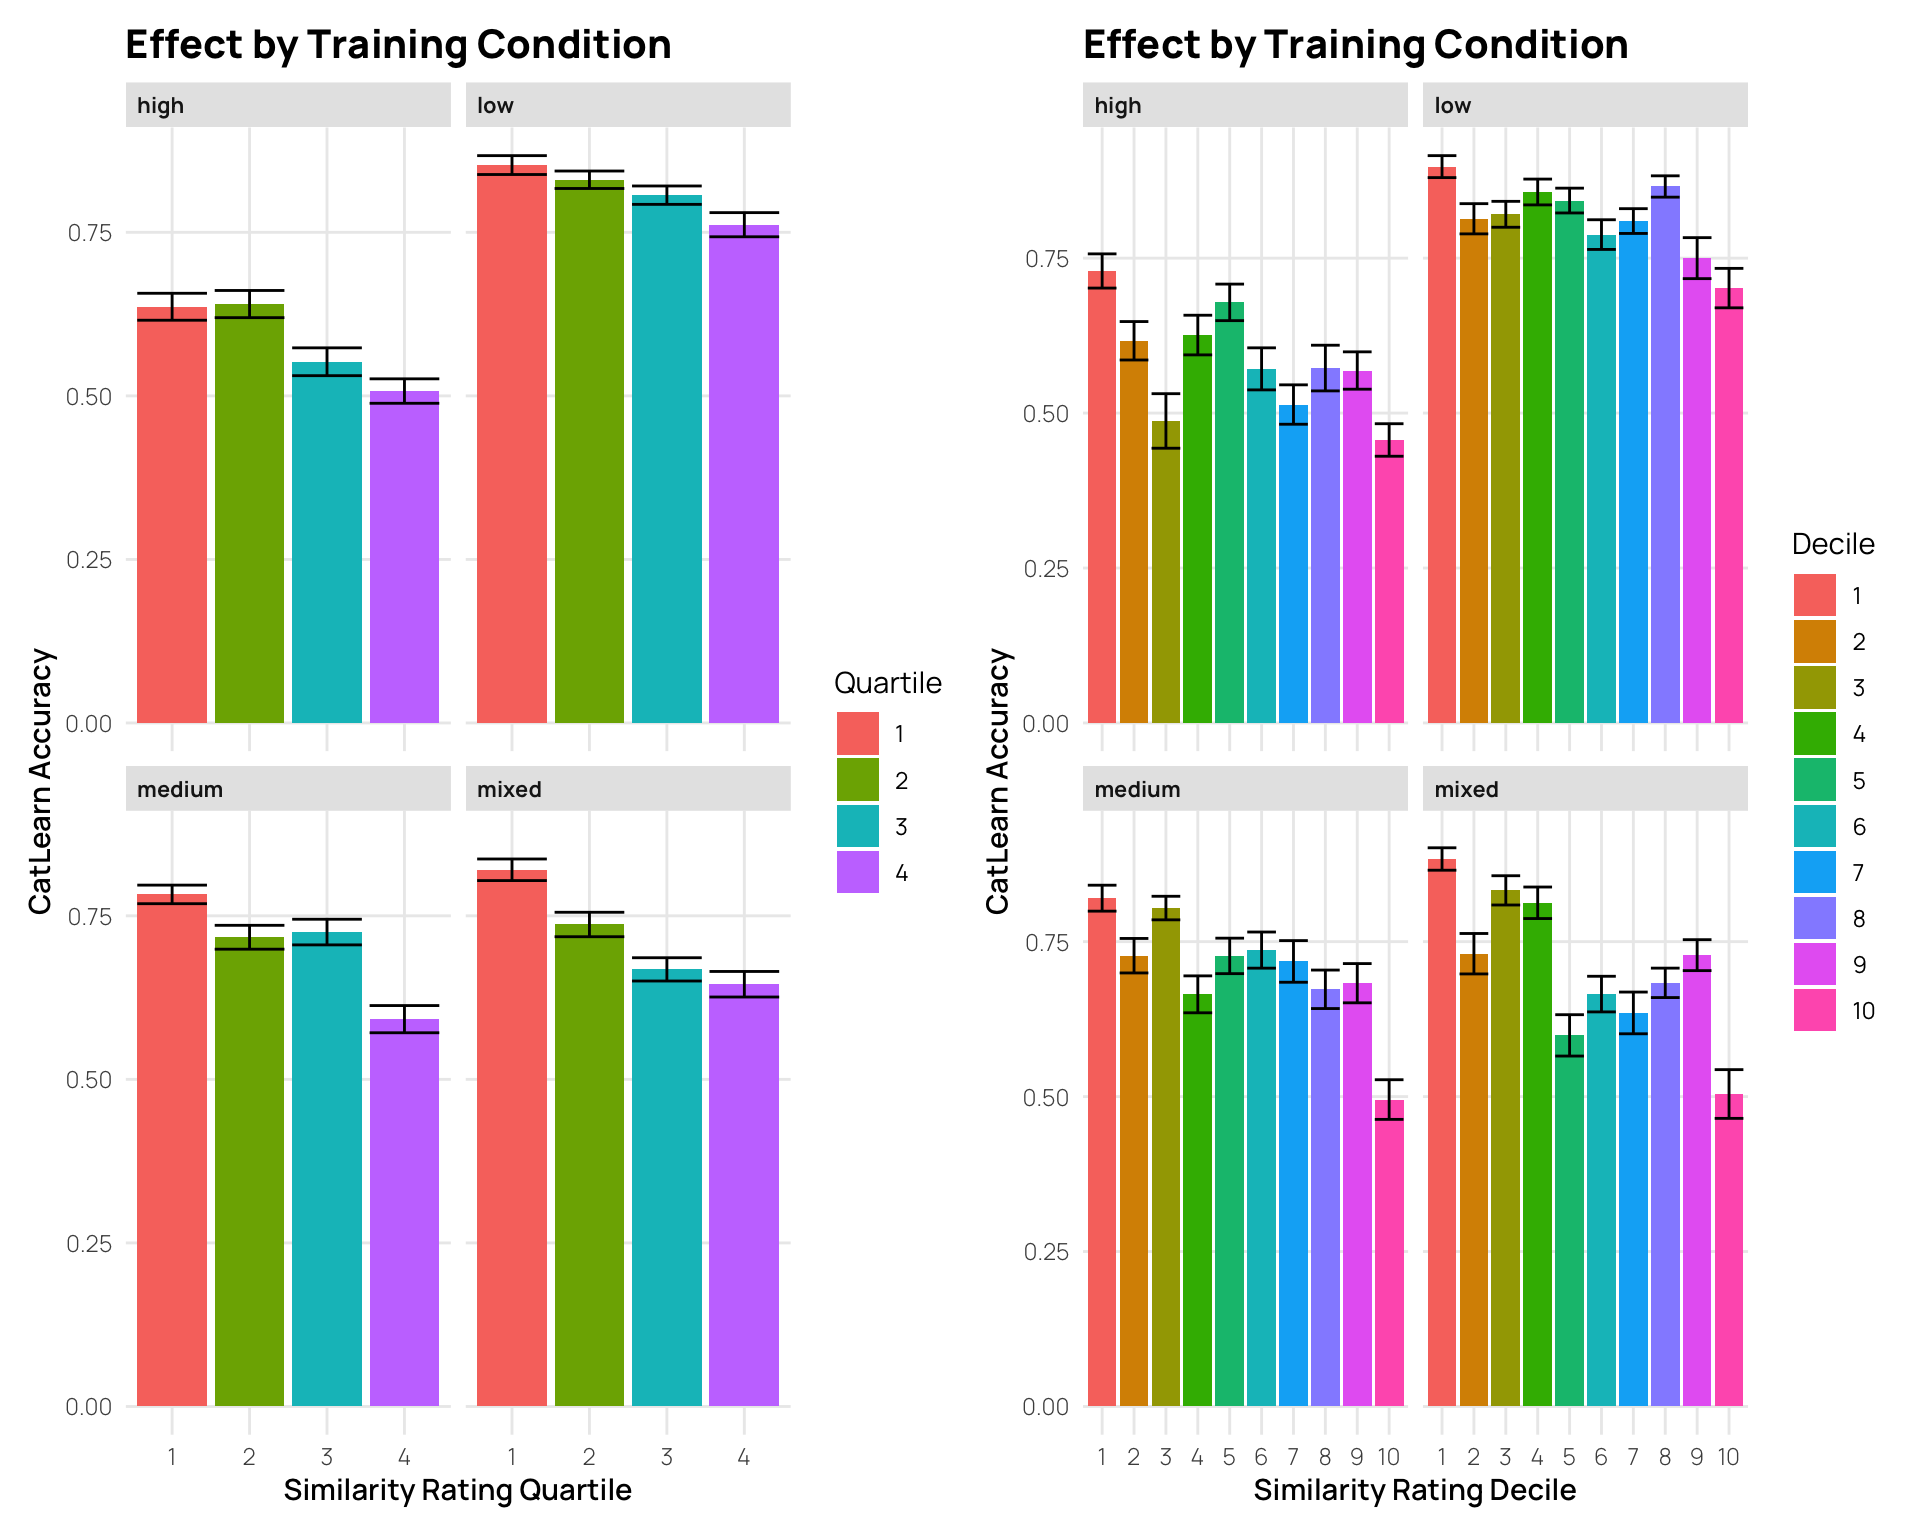 Effect by Training Condition
high
low
0.75
0.50
0.25
0.00
medium
mixed
0.75
0.50
0.25
0.00
1 2 3 4
1 2 3 4
Similarity Rating Quartile
CatLearn Accuracy
Quartile
1
2
3
4
Effect by Training Condition
high
low
0.75
0.50
0.25
0.00
medium
mixed
0.75
0.50
0.25
0.00
1 2 3 4 5 6 7 8 9 10
1 2 3 4 5 6 7 8 9 10
Similarity Rating Decile
CatLearn Accuracy
Decile
1
2
3
4
5
6
7
8
9
10